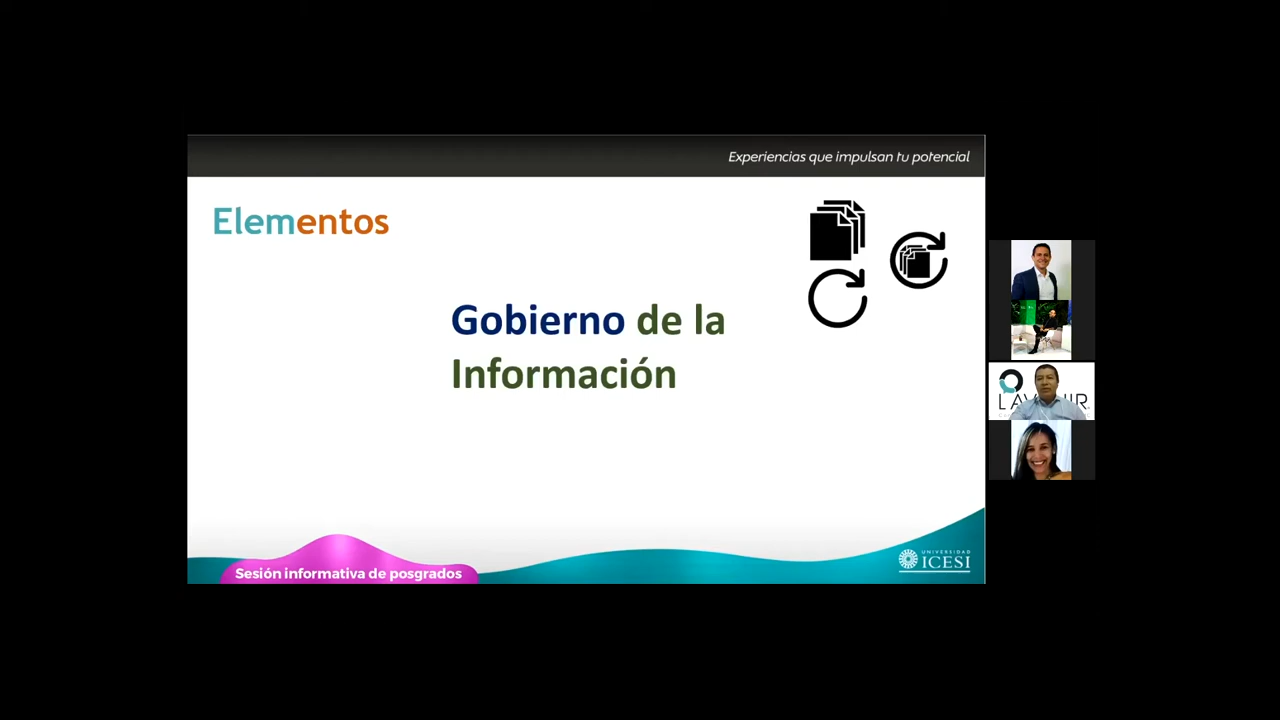 Experiencias que impulsan tu potencial
Elementos
Gobierno de la
Información
Sesión informativa de posgrados
UNIVERSIDAD
ICESI